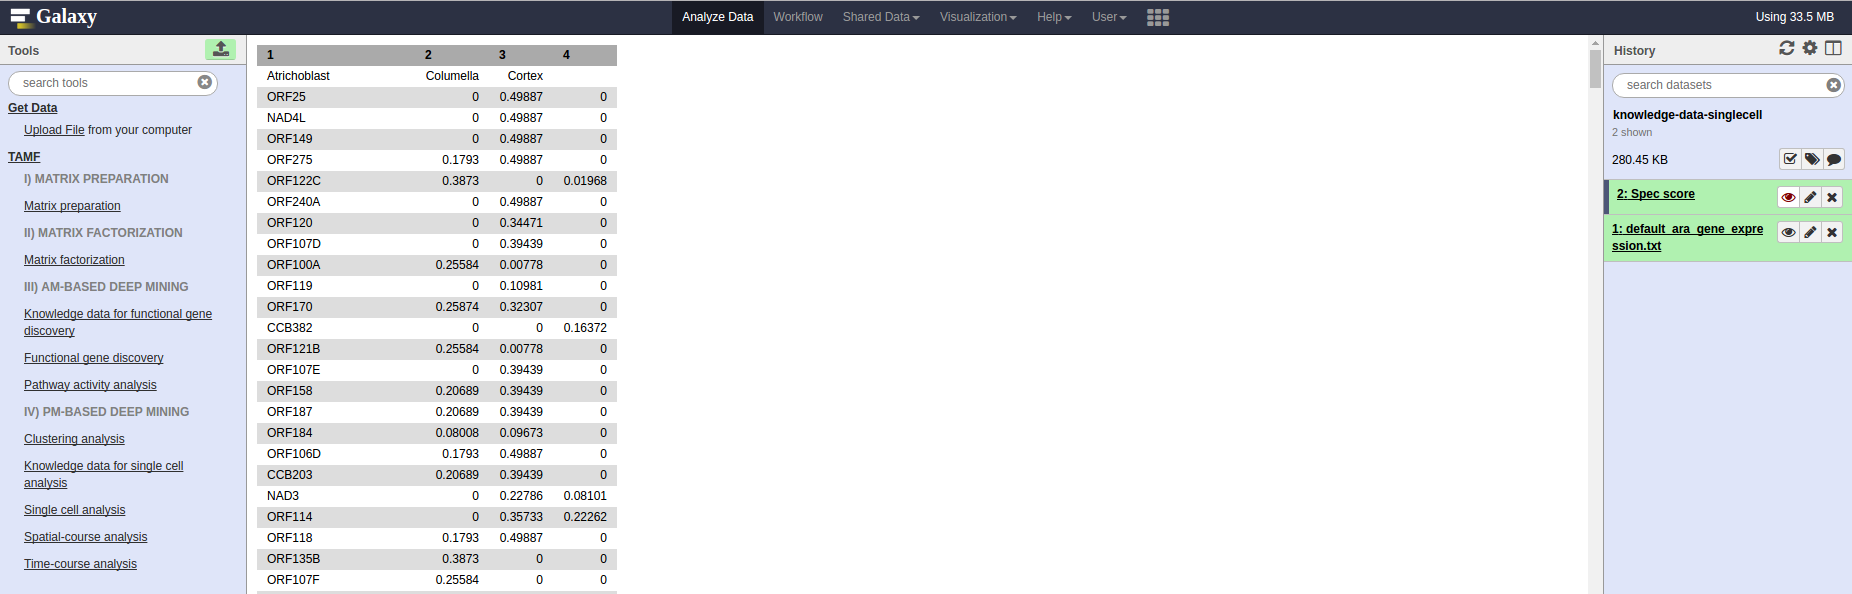 Galaxy
Analyze Data Workflow Shared Data Visualization Help User
Using 33.5 MB
Tools
search tools
Get Data
Upload File from your computer
TAMF
I) MATRIX PREPARATION
Matrix preparation
II) MATRIX FACTORIZATION
Matrix factorization
III) AM-BASED DEEP MINING
Knowledge data for functional gene
discovery
Functional gene discovery
Pathway activity analysis
IV) PM-BASED DEEP MINING
Clustering analysis
Knowledge data for single cell
analysis
Single cell analysis
Spatial-course analysis
Time-course analysis
1 2 3 4
Atrichoblast Columella Cortex
ORF25 0 0.49887 0
NAD4L 0 0.49887 0
ORF149 0 0.49887 0
ORF275 0.1793 0.49887 0
ORF122C 0.3873 0 0.01968
ORF240A 0 0.49887 0
ORF120 0 0.34471 0
ORF107D 0 0.39439 0
ORF100A 0.25584 0.00778 0
ORF119 0 0.10981 0
ORF170 0.25874 0.32307 0
CCB382 0 0 0.16372
ORF121B 0.25584 0.00778 0
ORF107E 0 0.39439 0
ORF158 0.20689 0.39439 0
ORF187 0.20689 0.39439 0
ORF184 0.08008 0.09673 0
ORF106D 0.1793 0.49887 0
CCB203 0.20689 0.39439 0
NAD3 0 0.22786 0.08101
ORF114 0 0.35733 0.22262
ORF118 0.1793 0.49887 0
ORF135B 0.3873 0 0
ORF107F 0.25584 0 0
History
search datasets
knowledge-data-singlecell
2 shown
280.45 KB
2: Spec score
1: default_ara_gene_expre
ssion.txt